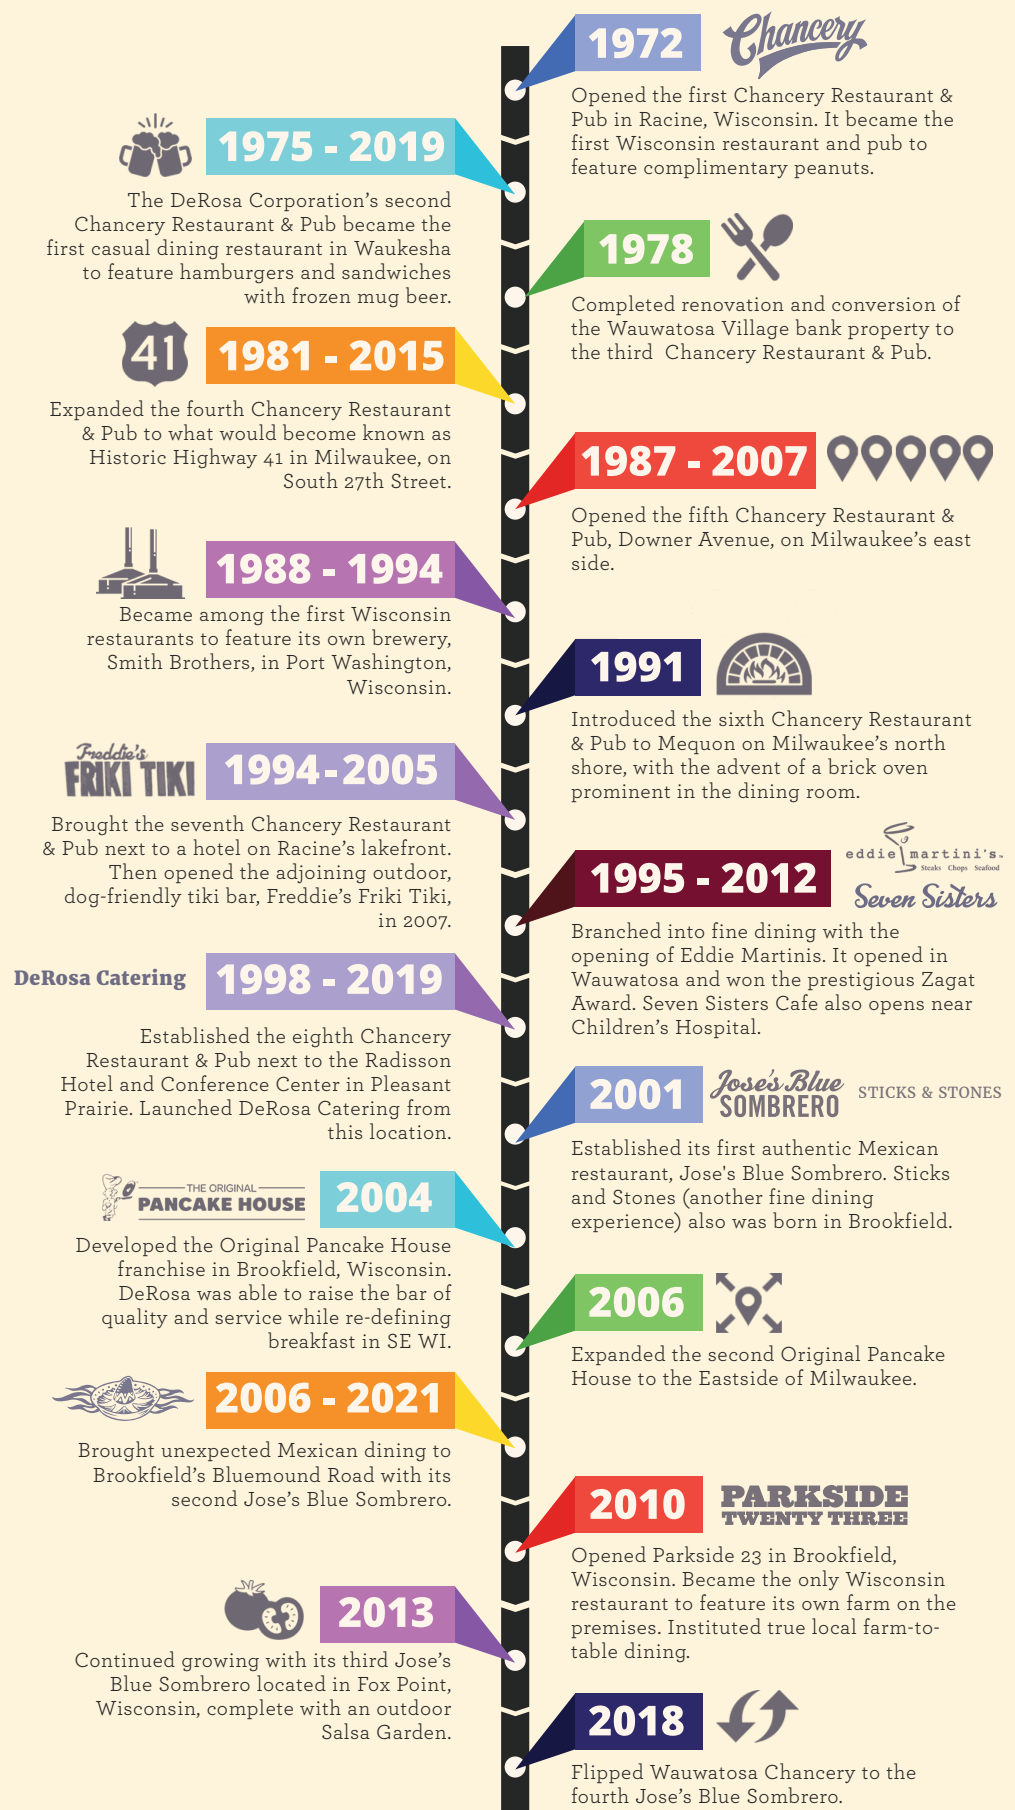 1972
Chancery
Opened the first Chancery Restaurant &
Pub in Racine, Wisconsin. It became the
first Wisconsin restaurant and pub to
feature complimentary peanuts.
1975 - 2019
The DeRosa Corporation's second
Chancery Restaurant & Pub became the
first casual dining restaurant in Waukesha
to feature hamburgers and sandwiches
with frozen mug beer.
1978
Completed renovation and conversion of
the Wauwatosa Village bank property to
the third Chancery Restaurant & Pub.
41
1981 - 2015
Expanded the fourth Chancery Restaurant
& Pub to what would become known as
Historic Highway 41 in Milwaukee, on
South 27th Street.
1987 - 2007
Opened the fifth Chancery Restaurant &
Pub, Downer Avenue, on Milwaukee's east
side.
1988 - 1994
Became among the first Wisconsin
restaurants to feature its own brewery,
Smith Brothers, in Port Washington,
Wisconsin.
1991
Introduced the sixth Chancery Restaurant
& Pub to Mequon on Milwaukee's north
shore, with the advent of a brick oven
prominent in the dining room.
Freddie's
FRIKI TIKI
1994-2005
Brought the seventh Chancery Restaurant
& Pub next to a hotel on Racine's lakefront.
Then opened the adjoining outdoor,
dog-friendly tiki bar, Freddie's Friki Tiki,
in 2007.
1995 - 2012
eddie martini's™
Steaks Chops Seafood
Seven Sisters
Branched into fine dining with the
opening of Eddie Martinis. It opened in
Wauwatosa and won the prestigious Zagat
Award. Seven Sisters Cafe also opens near
Children's Hospital.
DeRosa Catering
1998 - 2019
Established the eighth Chancery
Restaurant & Pub next to the Radisson
Hotel and Conference Center in Pleasant
Prairie. Launched DeRosa Catering from
this location.
2001
Jose's Blue
SOMBRERO
STICKS & STONES
Established its first authentic Mexican
restaurant, Jose's Blue Sombrero. Sticks
and Stones (another fine dining
experience) also was born in Brookfield.
THE ORIGINAL
PANCAKE HOUSE
2004
Developed the Original Pancake House
franchise in Brookfield, Wisconsin.
DeRosa was able to raise the bar of
quality and service while re-defining
breakfast in SE WI.
2006
Expanded the second Original Pancake
House to the Eastside of Milwaukee.
2006 - 2021
Brought unexpected Mexican dining to
Brookfield's Bluemound Road with its
second Jose's Blue Sombrero.
2010
PARKSIDE
TWENTY THREE
Opened Parkside 23 in Brookfield,
Wisconsin. Became the only Wisconsin
restaurant to feature its own farm on the
premises. Instituted true local farm-to-
table dining.
2013
Continued growing with its third Jose's
Blue Sombrero located in Fox Point,
Wisconsin, complete with an outdoor
Salsa Garden.
2018
Flipped Wauwatosa Chancery to the
fourth Jose's Blue Sombrero.